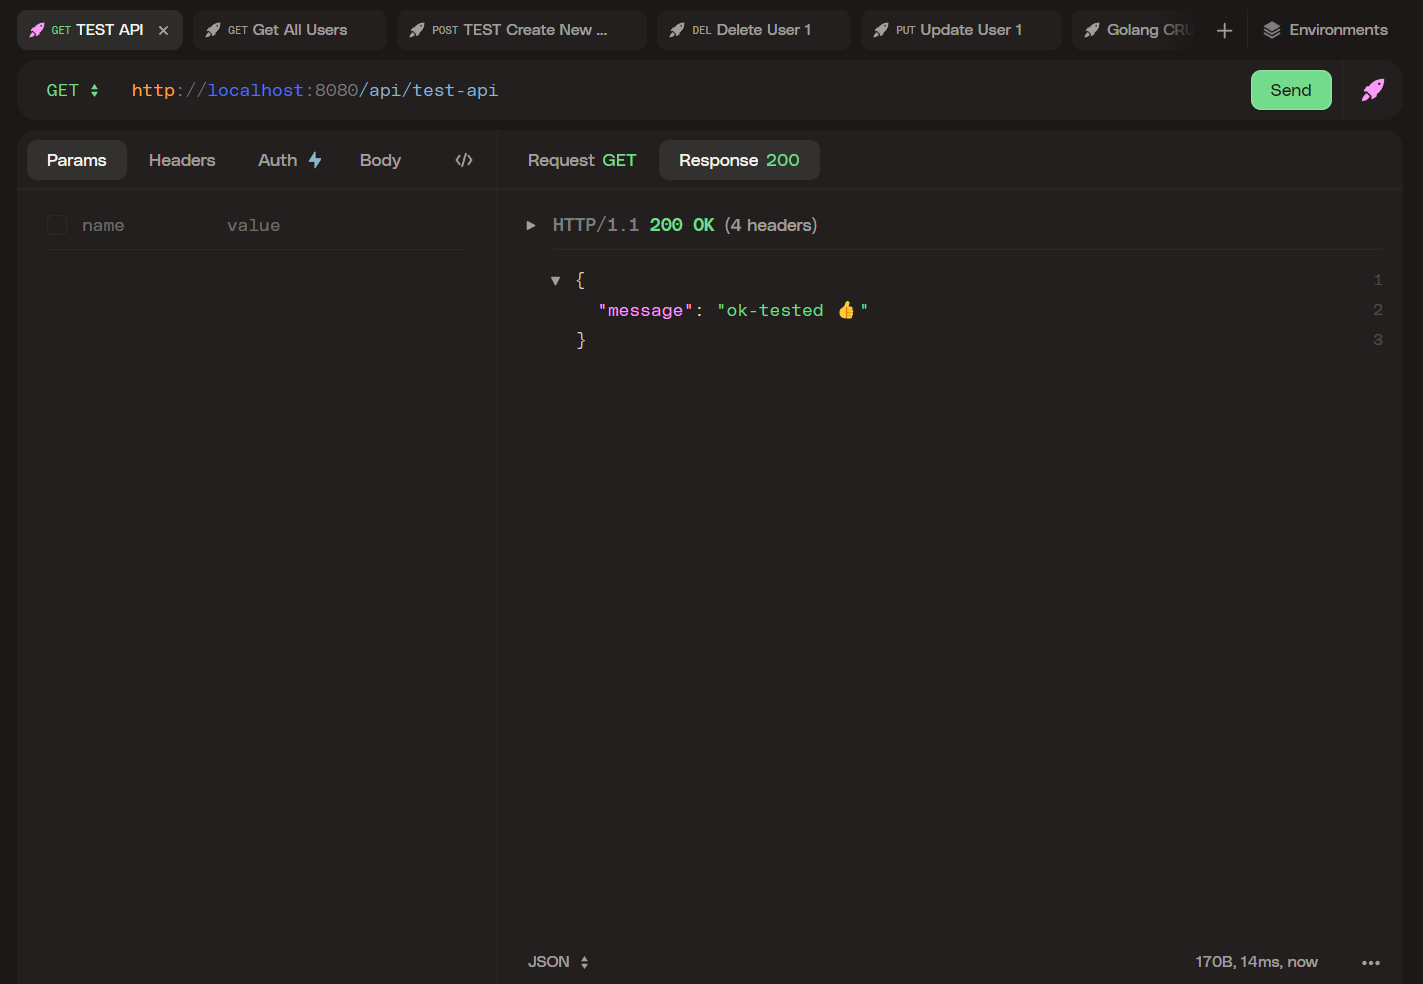 GET TEST API
GET Get All Users
POST TEST Create New ...
DEL Delete User 1
PUT Update User 1
Golang CRU
Environments
GET
http://localhost:8080/api/test-api
Send
Params Headers Auth Body </>
Request GET Response 200
name value
HTTP/1.1 200 OK (4 headers)
{ 1
"message": "ok-tested 👍" 2
} 3
JSON
170B, 14ms, now